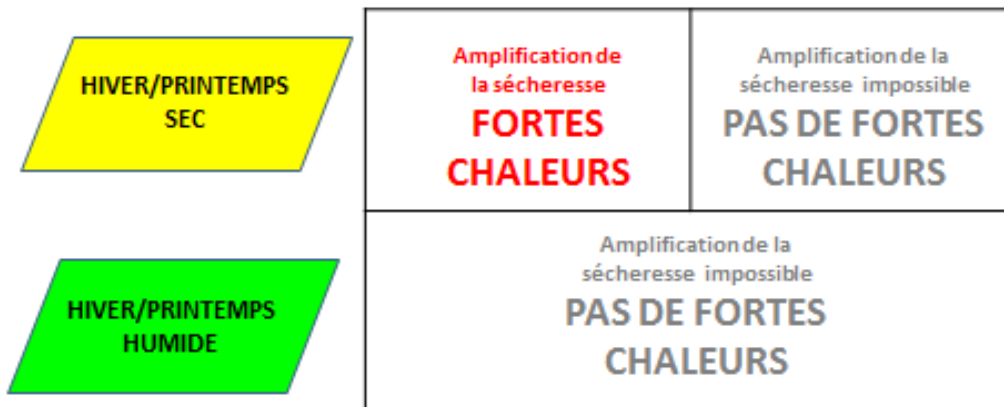 HIVER/PRINTEMPS
SEC
Amplification de
la sécheresse
FORTES
CHALEURS
Amplification de la
sécheresse impossible
PAS DE FORTES
CHALEURS
HIVER/PRINTEMPS
HUMIDE
Amplification de la
sécheresse impossible
PAS DE FORTES
CHALEURS